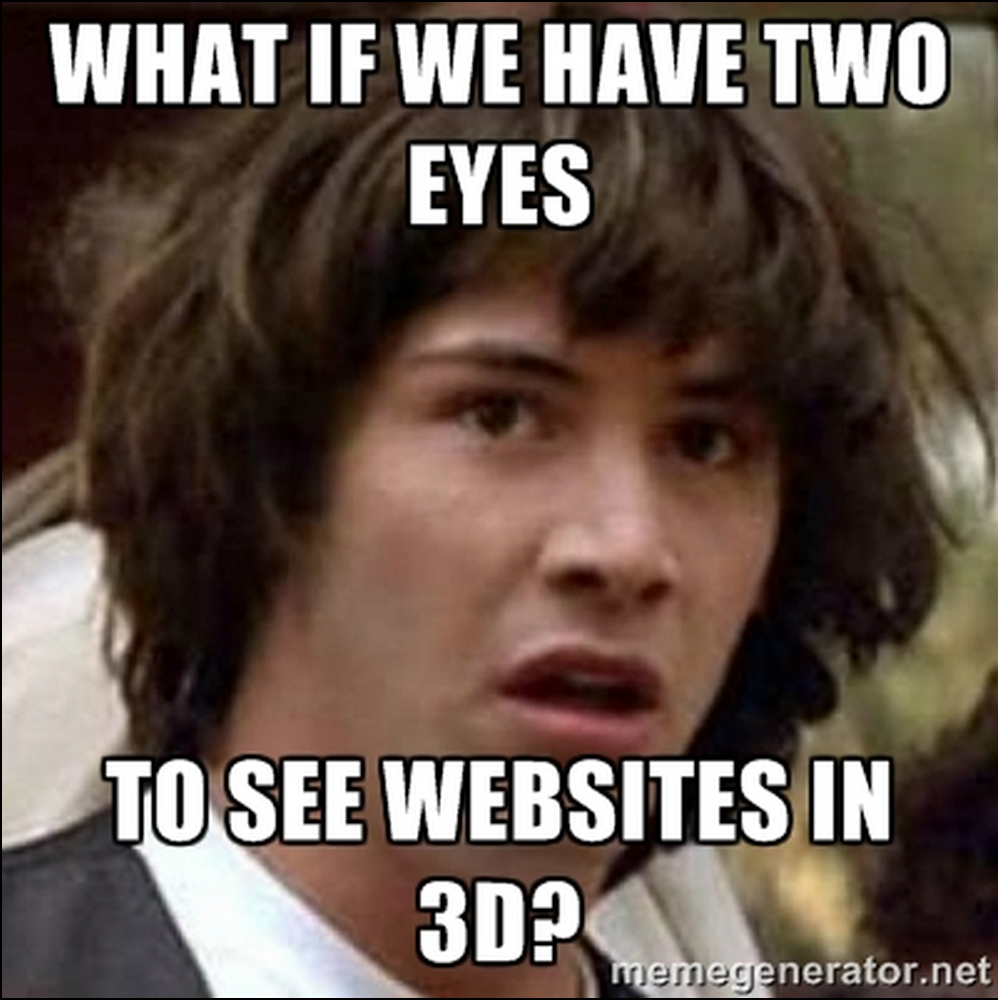 WHAT IF WE HAVE TWO
EYES
TO SEE WEBSITES IN
3D?
memegenerator.net